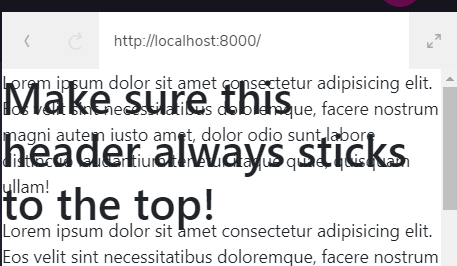 http://localhost:8000/
Lorem ipsum dolor sit amet consectetur adipisicing elit.
Make sure this
Eos velit sint necessitatibus doloremque, facere nostrum
magni autem iusto amet, dolor odio sunt labore
header always sticks
distinctio laudantium tenetur itaque quae, quisquam
ullam!
to the top!
Lorem ipsum dolor sit amet consectetur adipisicing elit.
Eos velit sint necessitatibus doloremque, facere nostrum